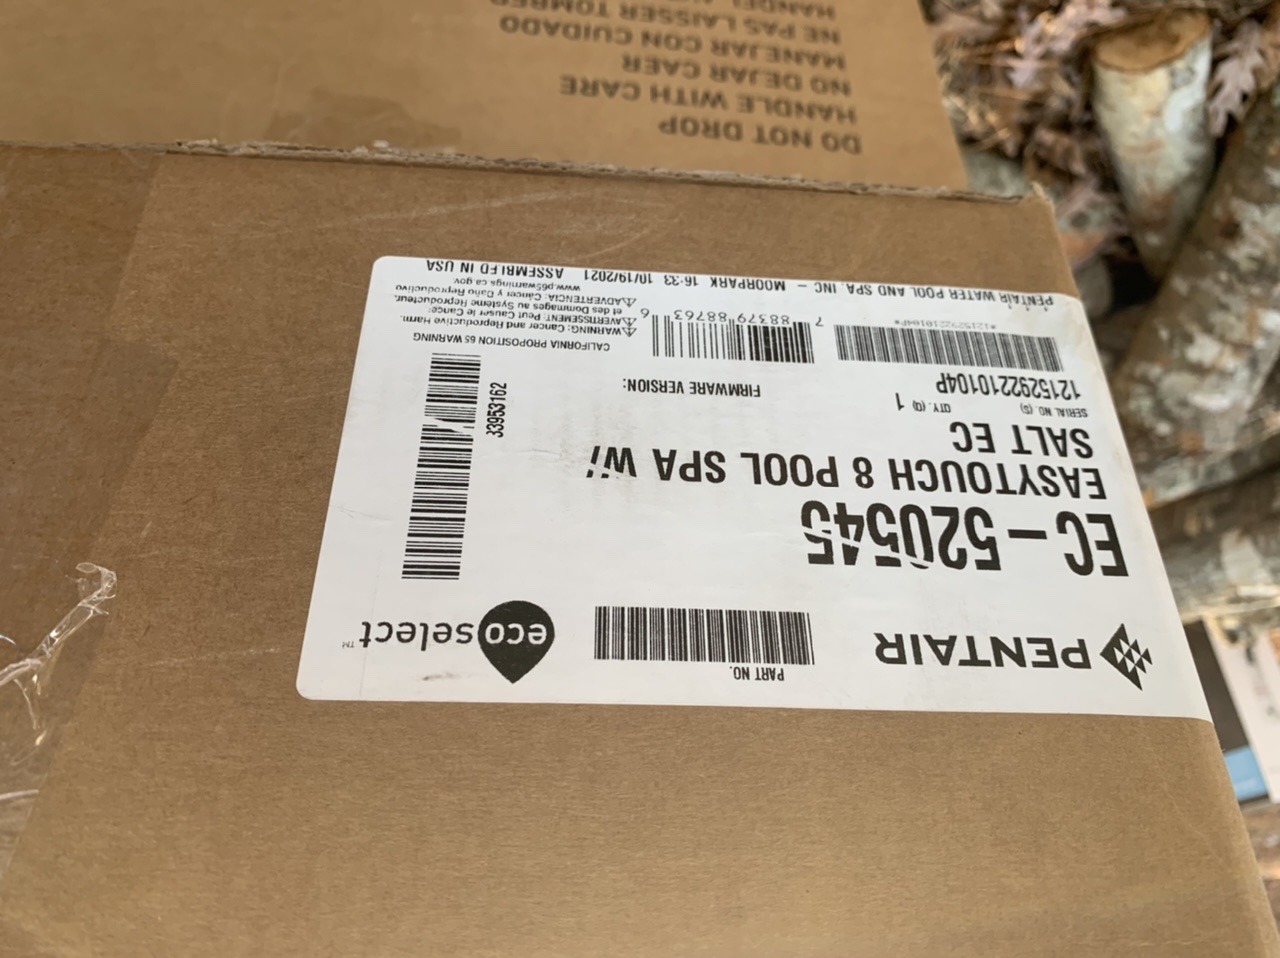 PENTAIR
PART NO.
eco select™
EC-520545
EASYTOUCH 8 POOL SPA W/
SALT EC
SERIAL NO. (S) QTY. (Q) 1
1215292210104P
FIRMWARE VERSION:
33953162
*1215292210104P*
7 88379 88763 6
CALIFORNIA PROPOSITION 65 WARNING
⚠WARNING: Cancer and Reproductive Harm.
⚠AVERTISSEMENT: Peut Causer le Cancer
et des Dommages au Système Reproducteur.
⚠ADVERTENCIA: Cáncer y Daño Reproductivo
www.p65warnings.ca.gov
PENTAIR WATER POOL AND SPA INC - MOORPARK 16:33 10/19/2021 ASSEMBLED IN USA
DO NOT DROP
HANDLE WITH CARE
NO DEJAR CAER
MANEJAR CON CUIDADO
NE PAS LAISSER TOMBER